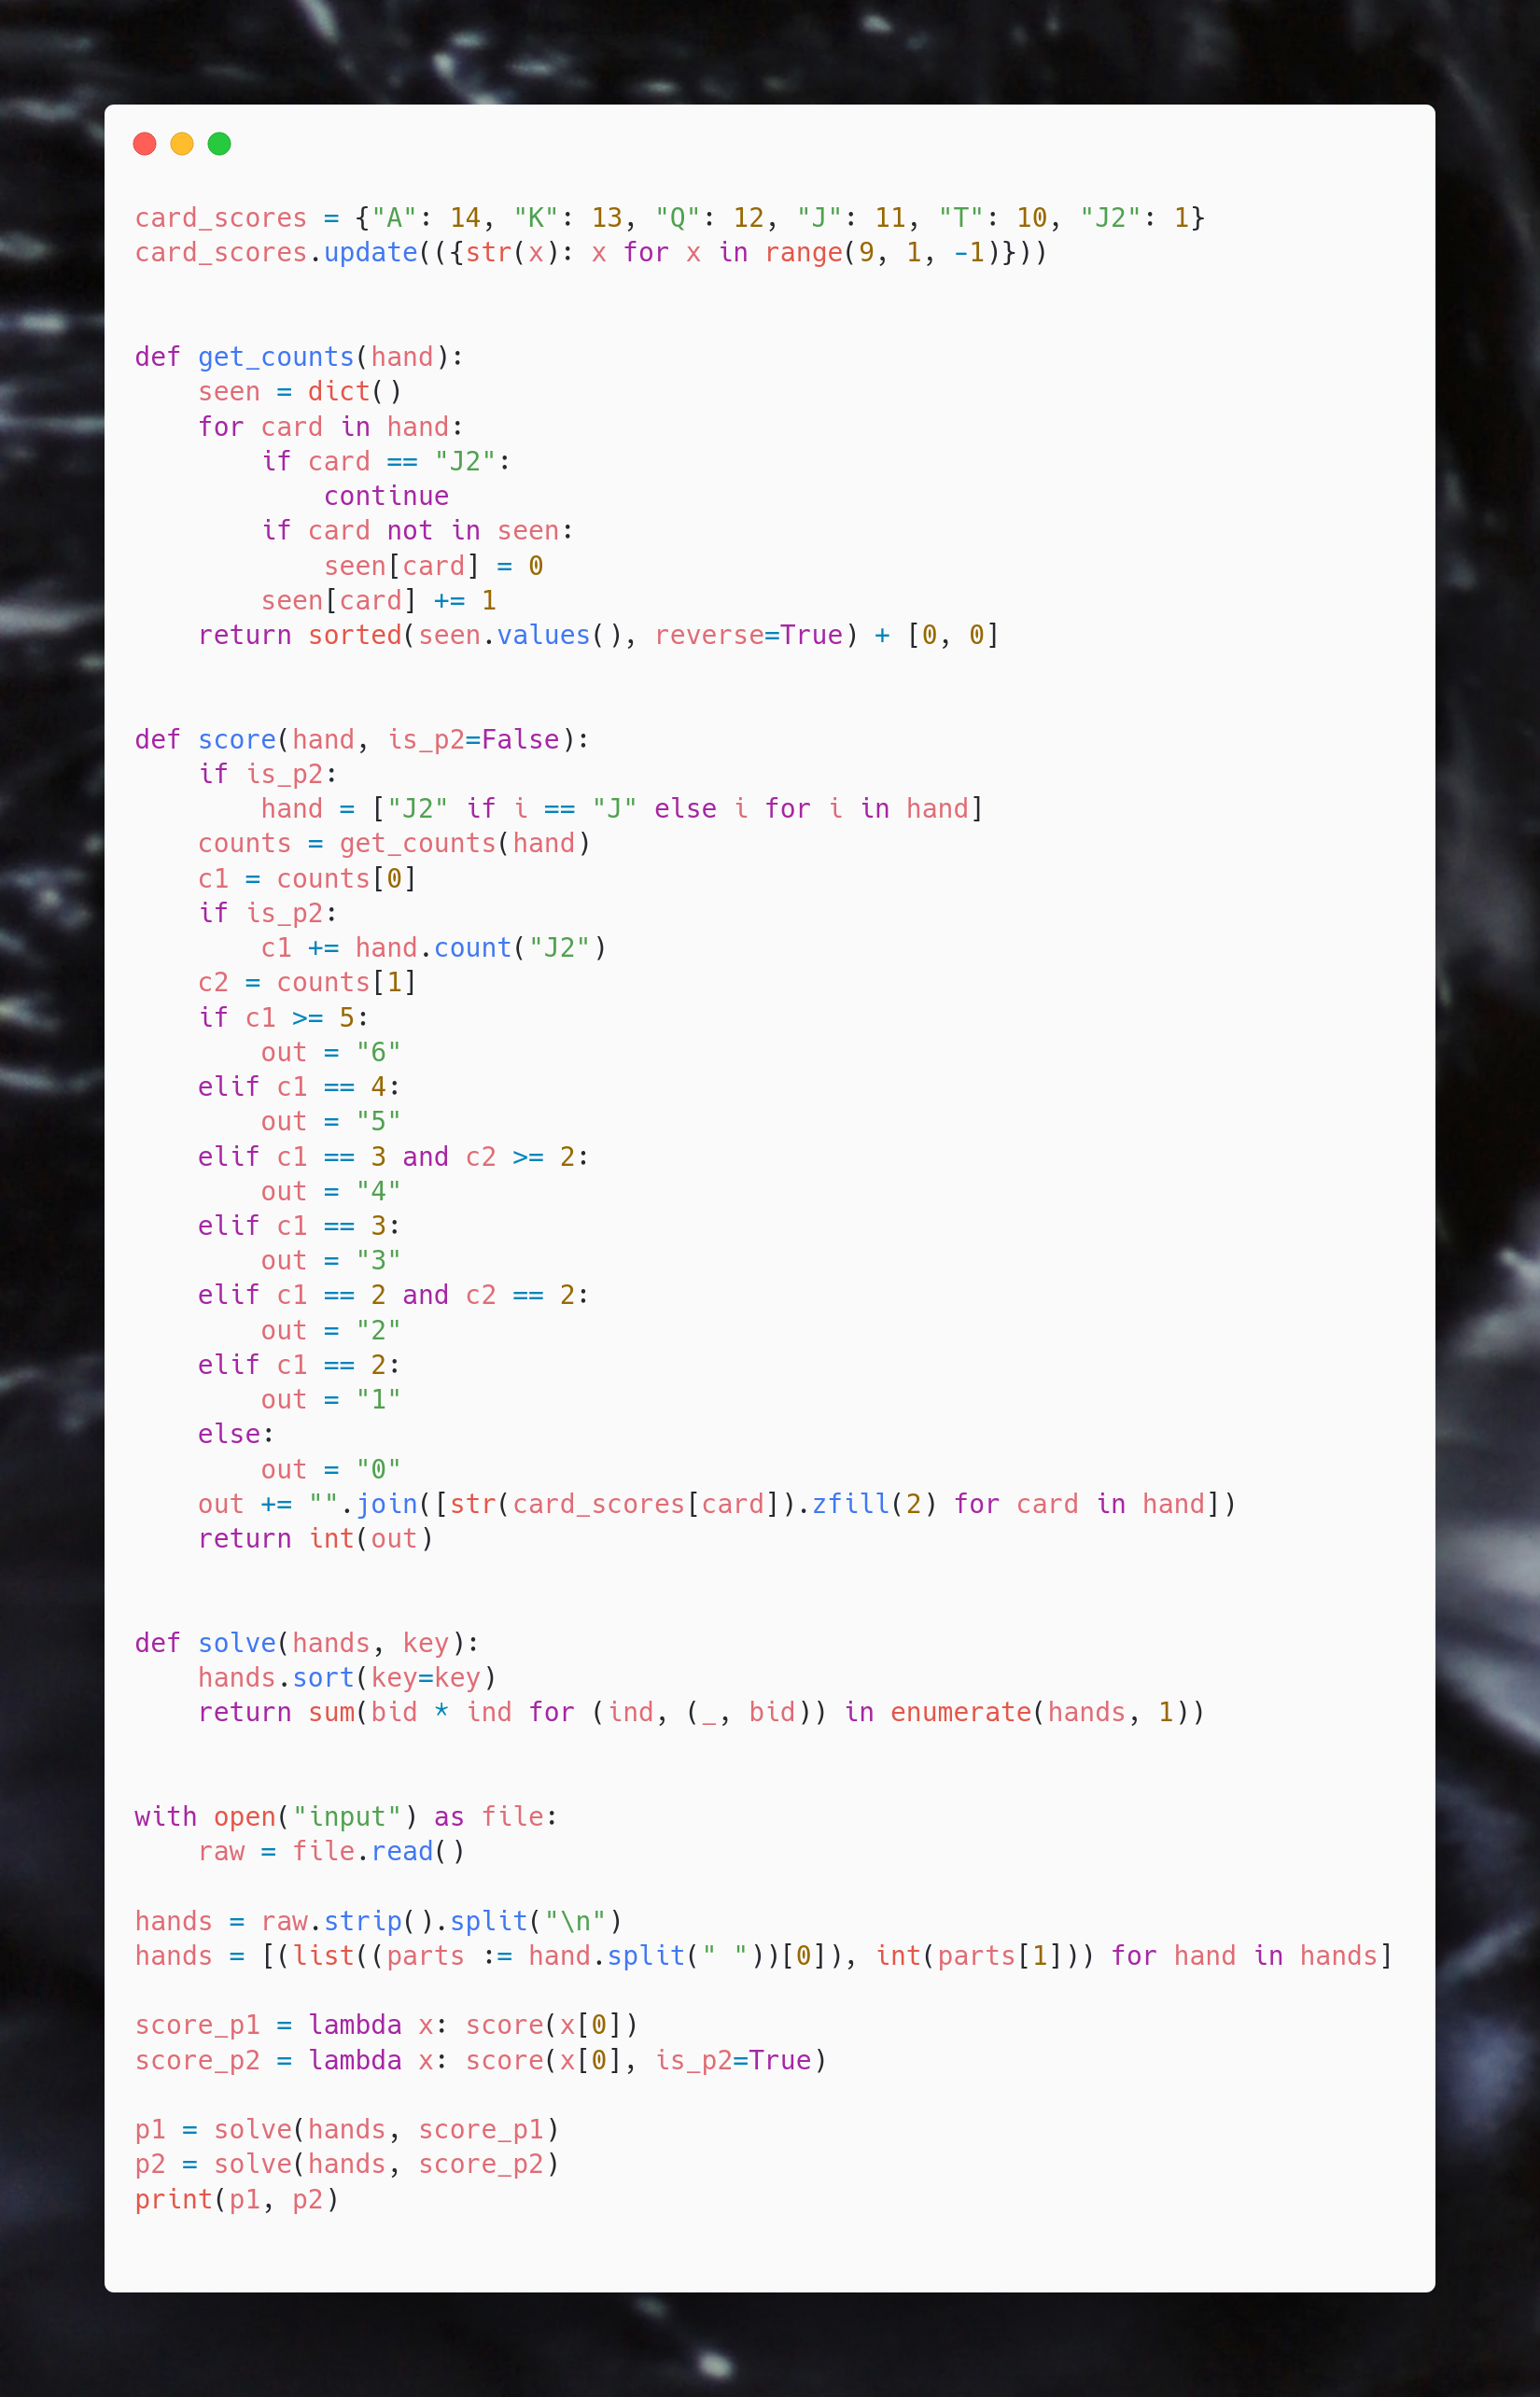 card_scores = {"A": 14, "K": 13, "Q": 12, "J": 11, "T": 10, "J2": 1}
card_scores.update(({str(x): x for x in range(9, 1, -1)}))


def get_counts(hand):
    seen = dict()
    for card in hand:
        if card == "J2":
            continue
        if card not in seen:
            seen[card] = 0
        seen[card] += 1
    return sorted(seen.values(), reverse=True) + [0, 0]


def score(hand, is_p2=False):
    if is_p2:
        hand = ["J2" if i == "J" else i for i in hand]
    counts = get_counts(hand)
    c1 = counts[0]
    if is_p2:
        c1 += hand.count("J2")
    c2 = counts[1]
    if c1 >= 5:
        out = "6"
    elif c1 == 4:
        out = "5"
    elif c1 == 3 and c2 >= 2:
        out = "4"
    elif c1 == 3:
        out = "3"
    elif c1 == 2 and c2 == 2:
        out = "2"
    elif c1 == 2:
        out = "1"
    else:
        out = "0"
    out += "".join([str(card_scores[card]).zfill(2) for card in hand])
    return int(out)


def solve(hands, key):
    hands.sort(key=key)
    return sum(bid * ind for (ind, (_, bid)) in enumerate(hands, 1))


with open("input") as file:
    raw = file.read()

hands = raw.strip().split("\n")
hands = [(list((parts := hand.split(" "))[0]), int(parts[1])) for hand in hands]

score_p1 = lambda x: score(x[0])
score_p2 = lambda x: score(x[0], is_p2=True)

p1 = solve(hands, score_p1)
p2 = solve(hands, score_p2)
print(p1, p2)